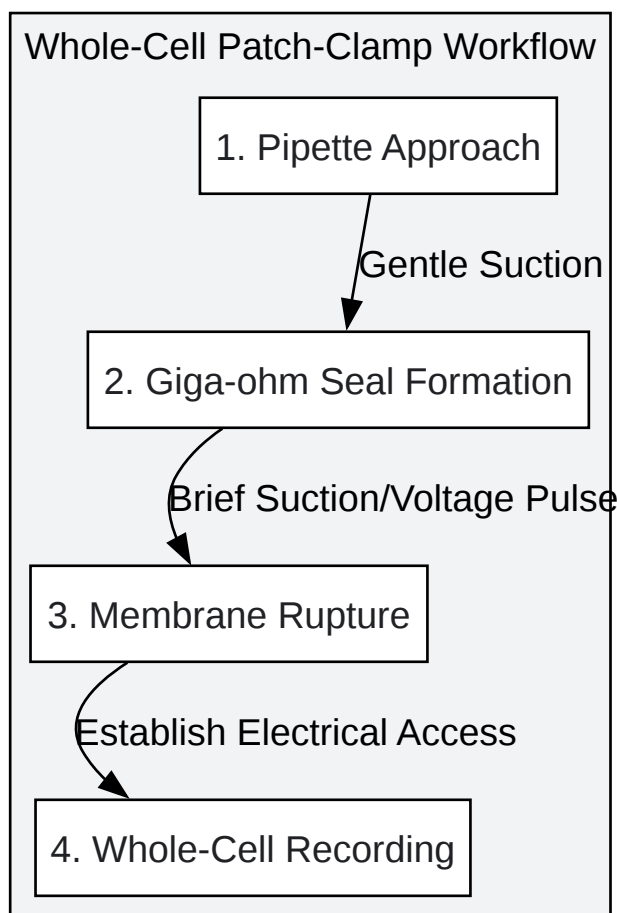 Whole-Cell Patch-Clamp Workflow
1. Pipette Approach
Gentle Suction
2. Giga-ohm Seal Formation
Brief Suction/Voltage Pulse
3. Membrane Rupture
Establish Electrical Access
4. Whole-Cell Recording